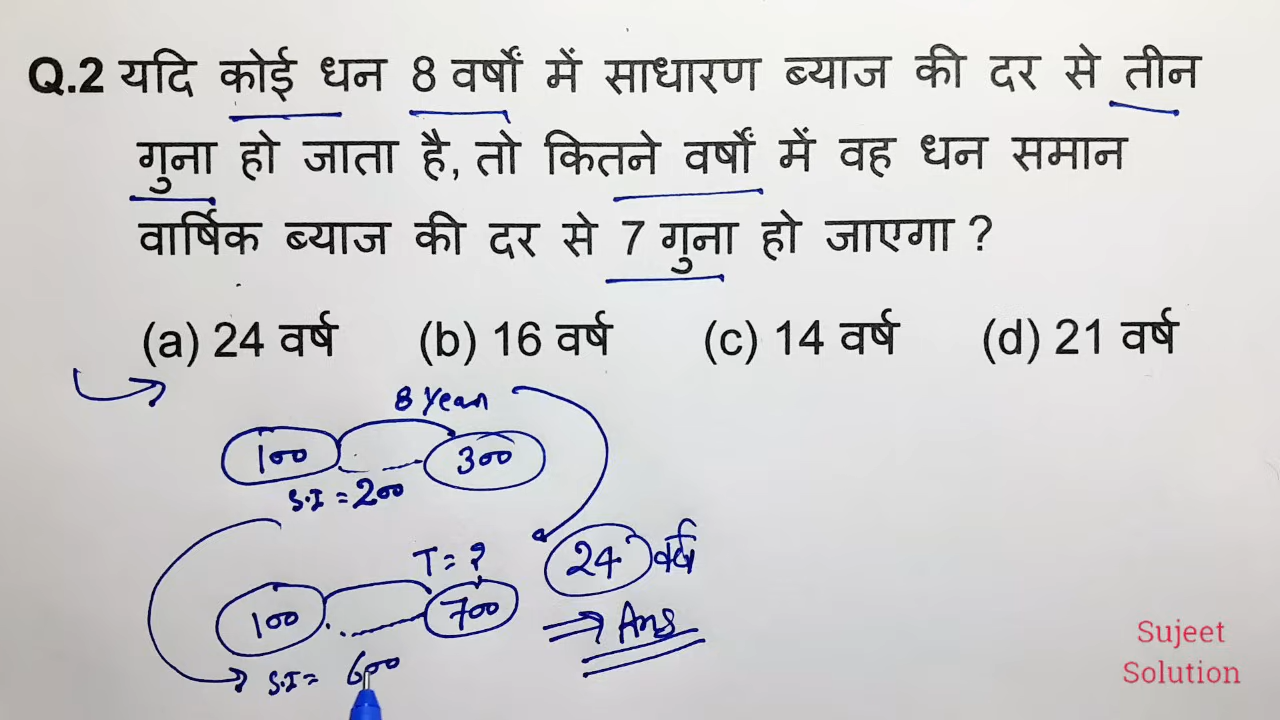 Q.2 यदि कोई धन 8 वर्षों में साधारण ब्याज की दर से तीन
गुना हो जाता है, तो कितने वर्षों में वह धन समान
वार्षिक ब्याज की दर से 7 गुना हो जाएगा ?
(a) 24 वर्ष (b) 16 वर्ष (c) 14 वर्ष (d) 21 वर्ष
8 Year
100 300
S.I = 200
T = ?
24 वर्ष
100 700
⇒ Ans
S.I = 600
Sujeet
Solution